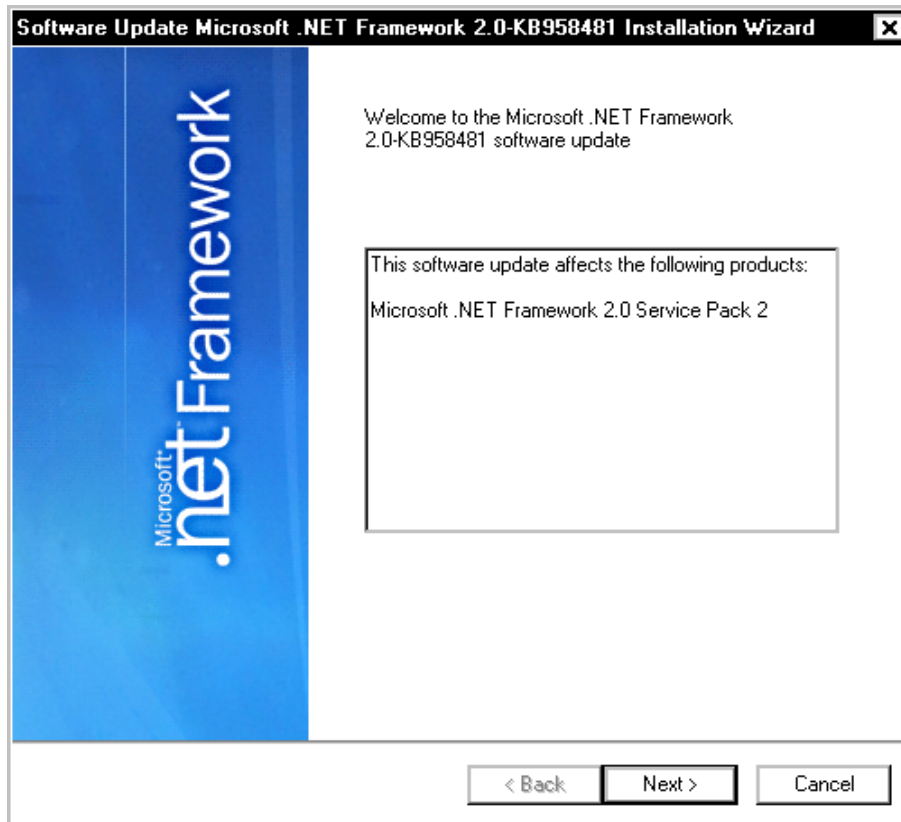 Software Update Microsoft .NET Framework 2.0-KB958481 Installation Wizard
Microsoft
.net Framework
Welcome to the Microsoft .NET Framework
2.0-KB958481 software update
This software update affects the following products:
Microsoft .NET Framework 2.0 Service Pack 2
< Back
Next >
Cancel